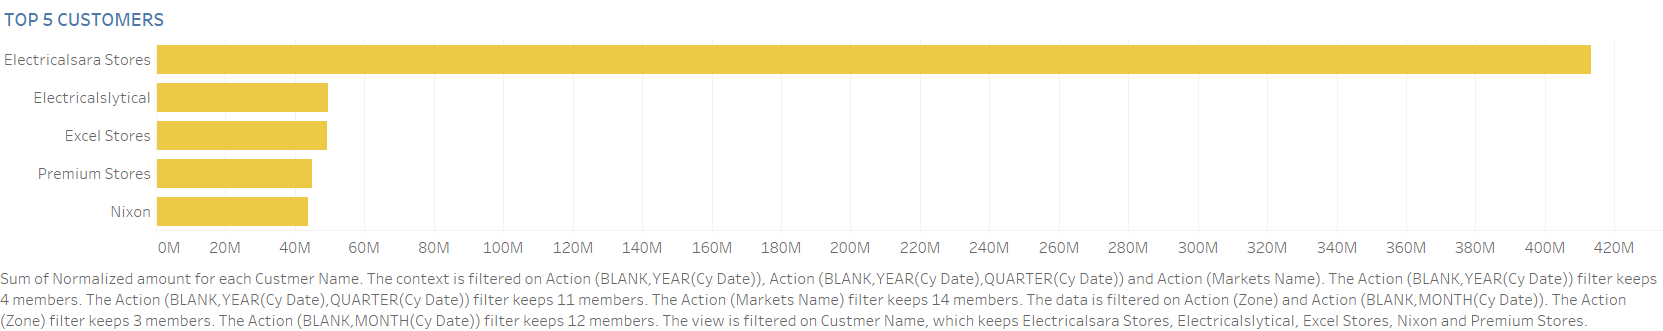 TOP 5 CUSTOMERS
Electricalsara Stores
Electricalslytical
Excel Stores
Premium Stores
Nixon
0M 20M 40M 60M 80M 100M 120M 140M 160M 180M 200M 220M 240M 260M 280M 300M 320M 340M 360M 380M 400M 420M
Sum of Normalized amount for each Custmer Name. The context is filtered on Action (BLANK,YEAR(Cy Date)), Action (BLANK,YEAR(Cy Date),QUARTER(Cy Date)) and Action (Markets Name). The Action (BLANK,YEAR(Cy Date)) filter keeps
4 members. The Action (BLANK,YEAR(Cy Date),QUARTER(Cy Date)) filter keeps 11 members. The Action (Markets Name) filter keeps 14 members. The data is filtered on Action (Zone) and Action (BLANK,MONTH(Cy Date)). The Action
(Zone) filter keeps 3 members. The Action (BLANK,MONTH(Cy Date)) filter keeps 12 members. The view is filtered on Custmer Name, which keeps Electricalsara Stores, Electricalslytical, Excel Stores, Nixon and Premium Stores.